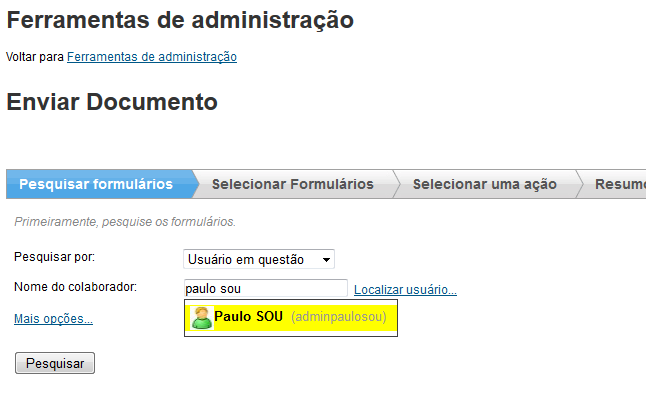 Ferramentas de administração
Voltar para Ferramentas de administração
Enviar Documento
Pesquisar formulários Selecionar Formulários Selecionar uma ação Resumo
Primeiramente, pesquise os formulários.
Pesquisar por: Usuário em questão
Nome do colaborador: paulo sou Localizar usuário...
Paulo SOU (adminpaulosou)
Mais opções...
Pesquisar